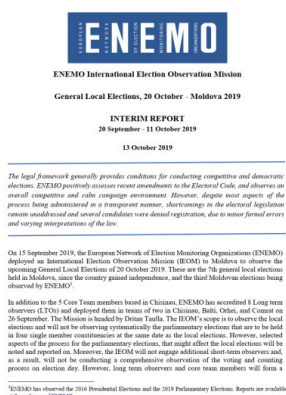 EUROPEAN NETWORK
ENEMO
OF ELECTION MONITORING ORGANIZATIONS
ENEMO International Election Observation Mission
General Local Elections, 20 October - Moldova 2019
INTERIM REPORT
20 September - 11 October 2019
13 October 2019
The legal framework generally provides conditions for conducting competitive and democratic
elections. ENEMO positively assesses recent amendments to the Electoral Code, and observes an
overall competitive and calm campaign environment. However, despite most aspects of the
process being administered in a transparent manner, shortcomings in the electoral legislation
remain unaddressed and several candidates were denied registration, due to minor formal errors
and varying interpretations of the law.
On 15 September 2019, the European Network of Election Monitoring Organizations (ENEMO)
deployed an International Election Observation Mission (IEOM) to Moldova to observe the
upcoming General Local Elections of 20 October 2019. These are the 7th general local elections
held in Moldova, since the country gained independence, and the third Moldovan elections being
observed by ENEMO¹.
In addition to the 5 Core Team members based in Chisinau, ENEMO has accredited 8 Long term
observers (LTOs) and deployed them in teams of two in Chisinau, Balti, Orhei, and Comrat on
26 September. The Mission is headed by Dritan Taulla. The IEOM's scope is to observe the local
elections and will not be observing systematically the parliamentary elections that are to be held
in four single member constituencies at the same date as the local elections. However, selected
aspects of the process for the parliamentary elections, that might affect the local elections will be
noted and reported on. Moreover, the IEOM will not engage additional short-term observers and,
as a result, will not be conducting a comprehensive observation of the voting and counting
process on election day. However, long term observers and core team members will form a
¹ENEMO has observed the 2016 Presidential Elections and the 2019 Parliamentary Elections. Reports are available